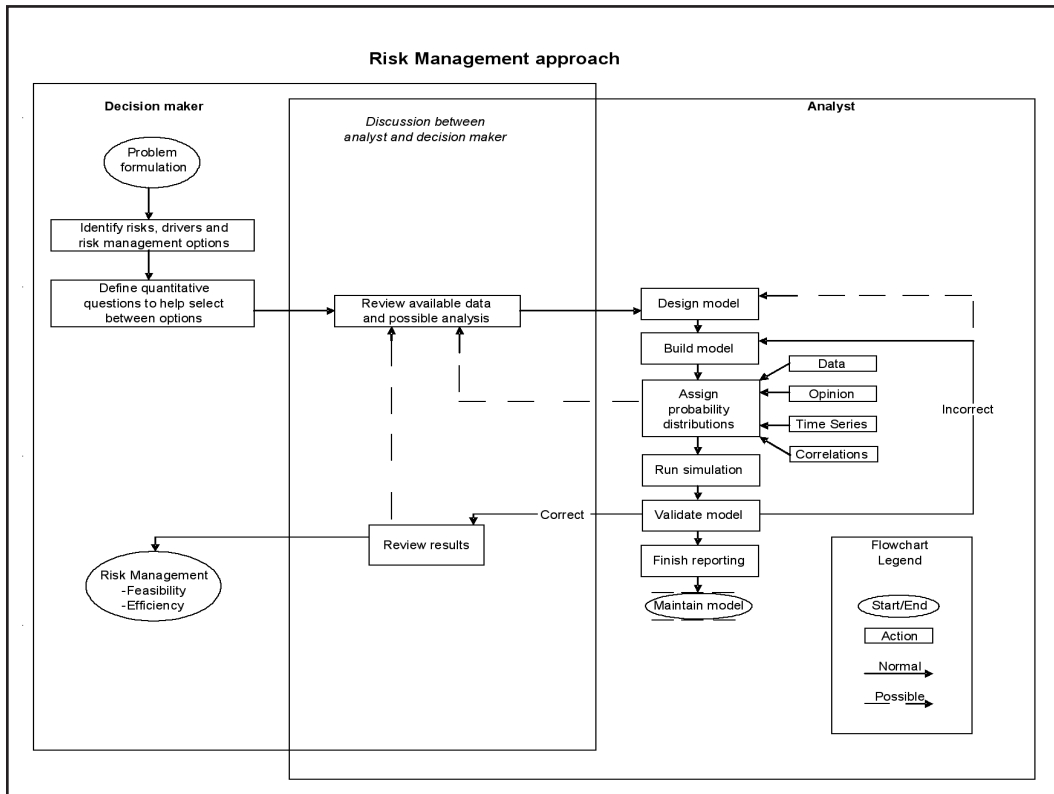 Risk Management approach
Decision maker
Discussion between
analyst and decision maker
Analyst
Problem
formulation
Identify risks, drivers and
risk management options
Define quantitative
questions to help select
between options
Review available data
and possible analysis
Design model
Build model
Assign
probability
distributions
Data
Opinion
Time Series
Correlations
Incorrect
Run simulation
Correct
Validate model
Review results
Finish reporting
Maintain model
Risk Management
-Feasibility
-Efficiency
Flowchart
Legend
Start/End
Action
Normal
Possible